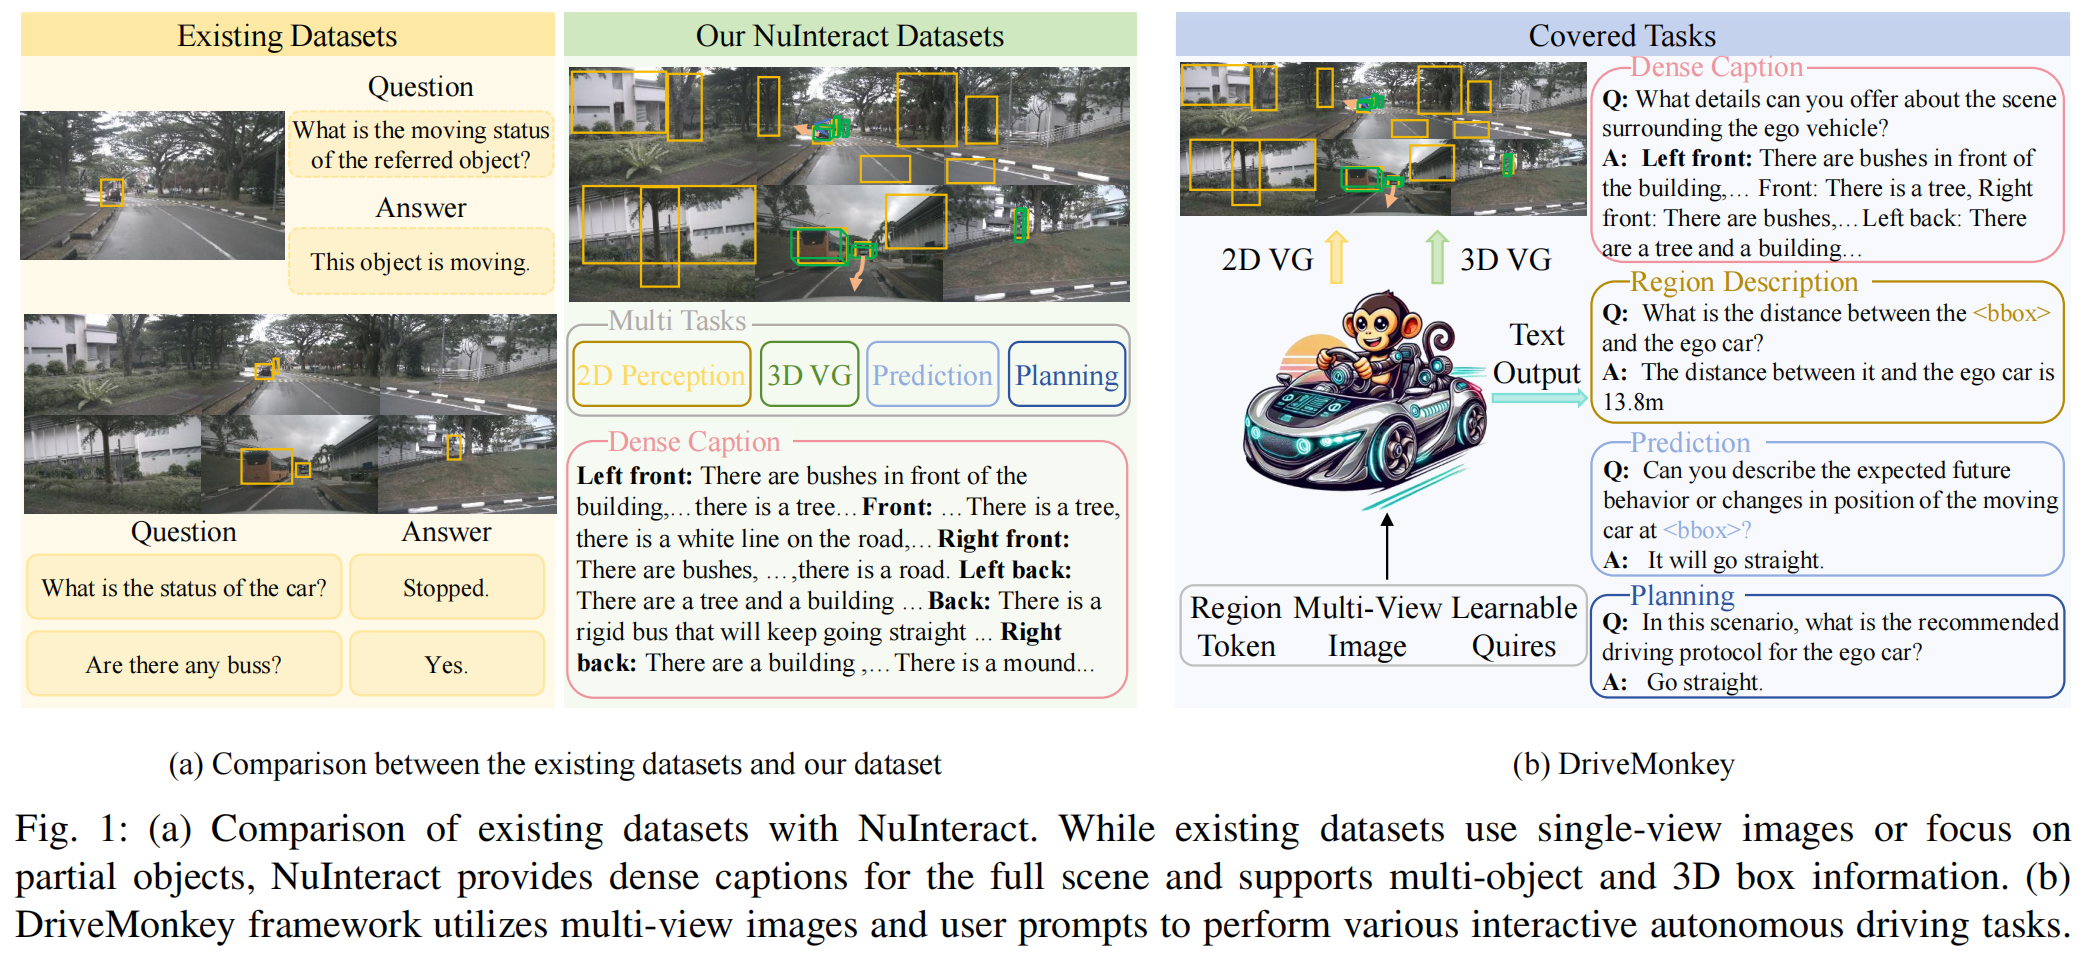 Existing Datasets
Question
What is the moving status
of the referred object?
Answer
This object is moving.
Question
Answer
What is the status of the car?
Stopped.
Are there any buss?
Yes.
Our NuInteract Datasets
Multi Tasks
2D Perception
3D VG
Prediction
Planning
Dense Caption
Left front: There are bushes in front of the
building,... there is a tree... Front: ... There is a tree,
there is a white line on the road,... Right front:
There are bushes, ...,there is a road. Left back:
There are a tree and a building ... Back: There is a
rigid bus that will keep going straight ... Right
back: There are a building ,... There is a mound...
(a) Comparison between the existing datasets and our dataset
Covered Tasks
2D VG
3D VG
Text
Output
Region
Token
Multi-View
Image
Learnable
Quires
Dense Caption
Q: What details can you offer about the scene
surrounding the ego vehicle?
A: Left front: There are bushes in front of
the building,... Front: There is a tree, Right
front: There are bushes,... Left back: There
are a tree and a building...
Region Description
Q: What is the distance between the <bbox>
and the ego car?
A: The distance between it and the ego car is
13.8m
Prediction
Q: Can you describe the expected future
behavior or changes in position of the moving
car at <bbox>?
A: It will go straight.
Planning
Q: In this scenario, what is the recommended
driving protocol for the ego car?
A: Go straight.
(b) DriveMonkey
Fig. 1: (a) Comparison of existing datasets with NuInteract. While existing datasets use single-view images or focus on
partial objects, NuInteract provides dense captions for the full scene and supports multi-object and 3D box information. (b)
DriveMonkey framework utilizes multi-view images and user prompts to perform various interactive autonomous driving tasks.